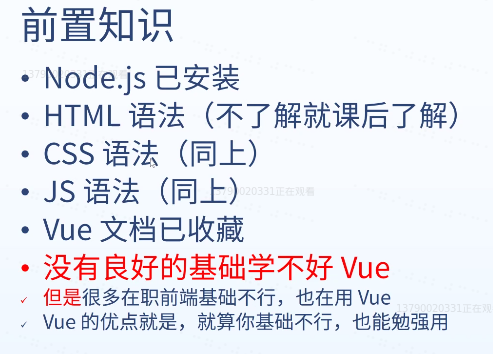 前置知识
• Node.js 已安装
• HTML 语法（不了解就课后了解）
• CSS 语法（同上）
• JS 语法（同上）
13790020331正在观看
• Vue 文档已收藏
• 没有良好的基础学不好 Vue
✓ 但是很多在职前端基础不行，也在用 Vue
13790020331正在观
✓ Vue 的优点就是，就算你基础不行，也能勉强用